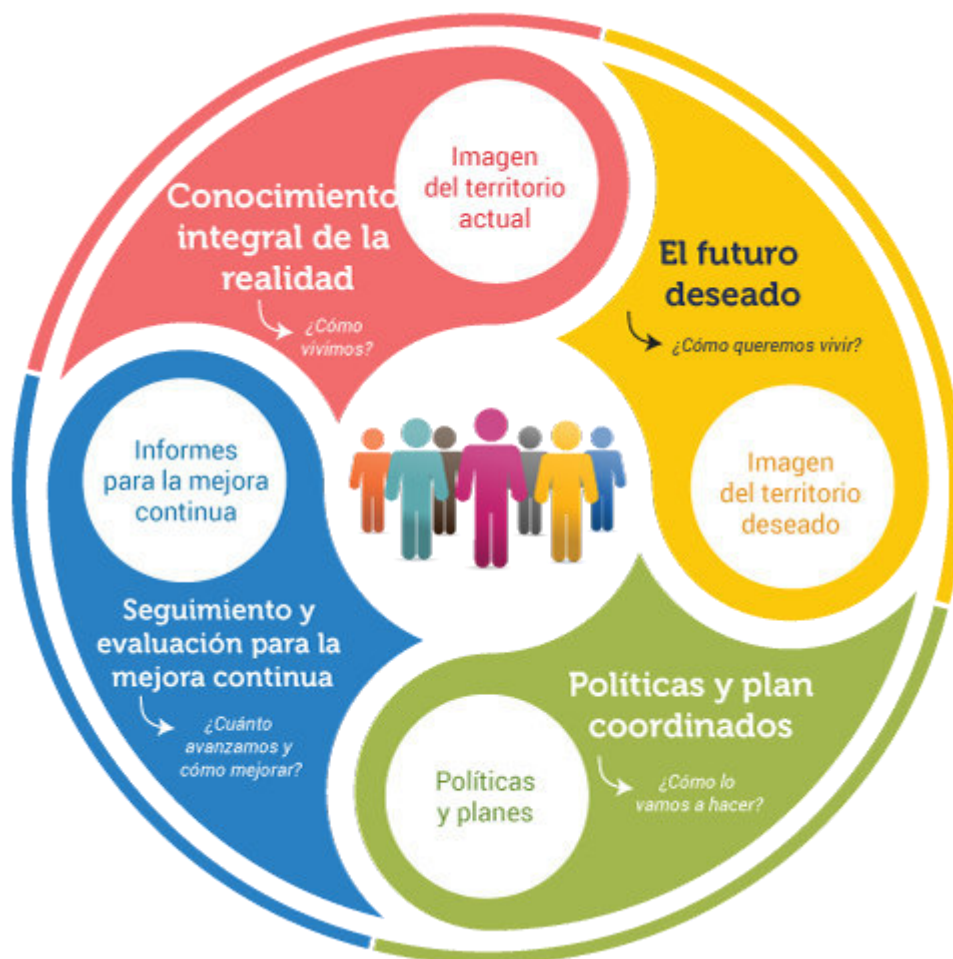 Imagen
del territorio
actual
Conocimiento
integral de la
realidad
¿Cómo
vivimos?
El futuro
deseado
¿Cómo queremos vivir?
Imagen
del territorio
deseado
Políticas y plan
coordinados
¿Cómo lo
vamos a hacer?
Políticas
y planes
Informes
para la mejora
continua
Seguimiento y
evaluación para la
mejora continua
¿Cuánto
avanzamos y
cómo mejorar?